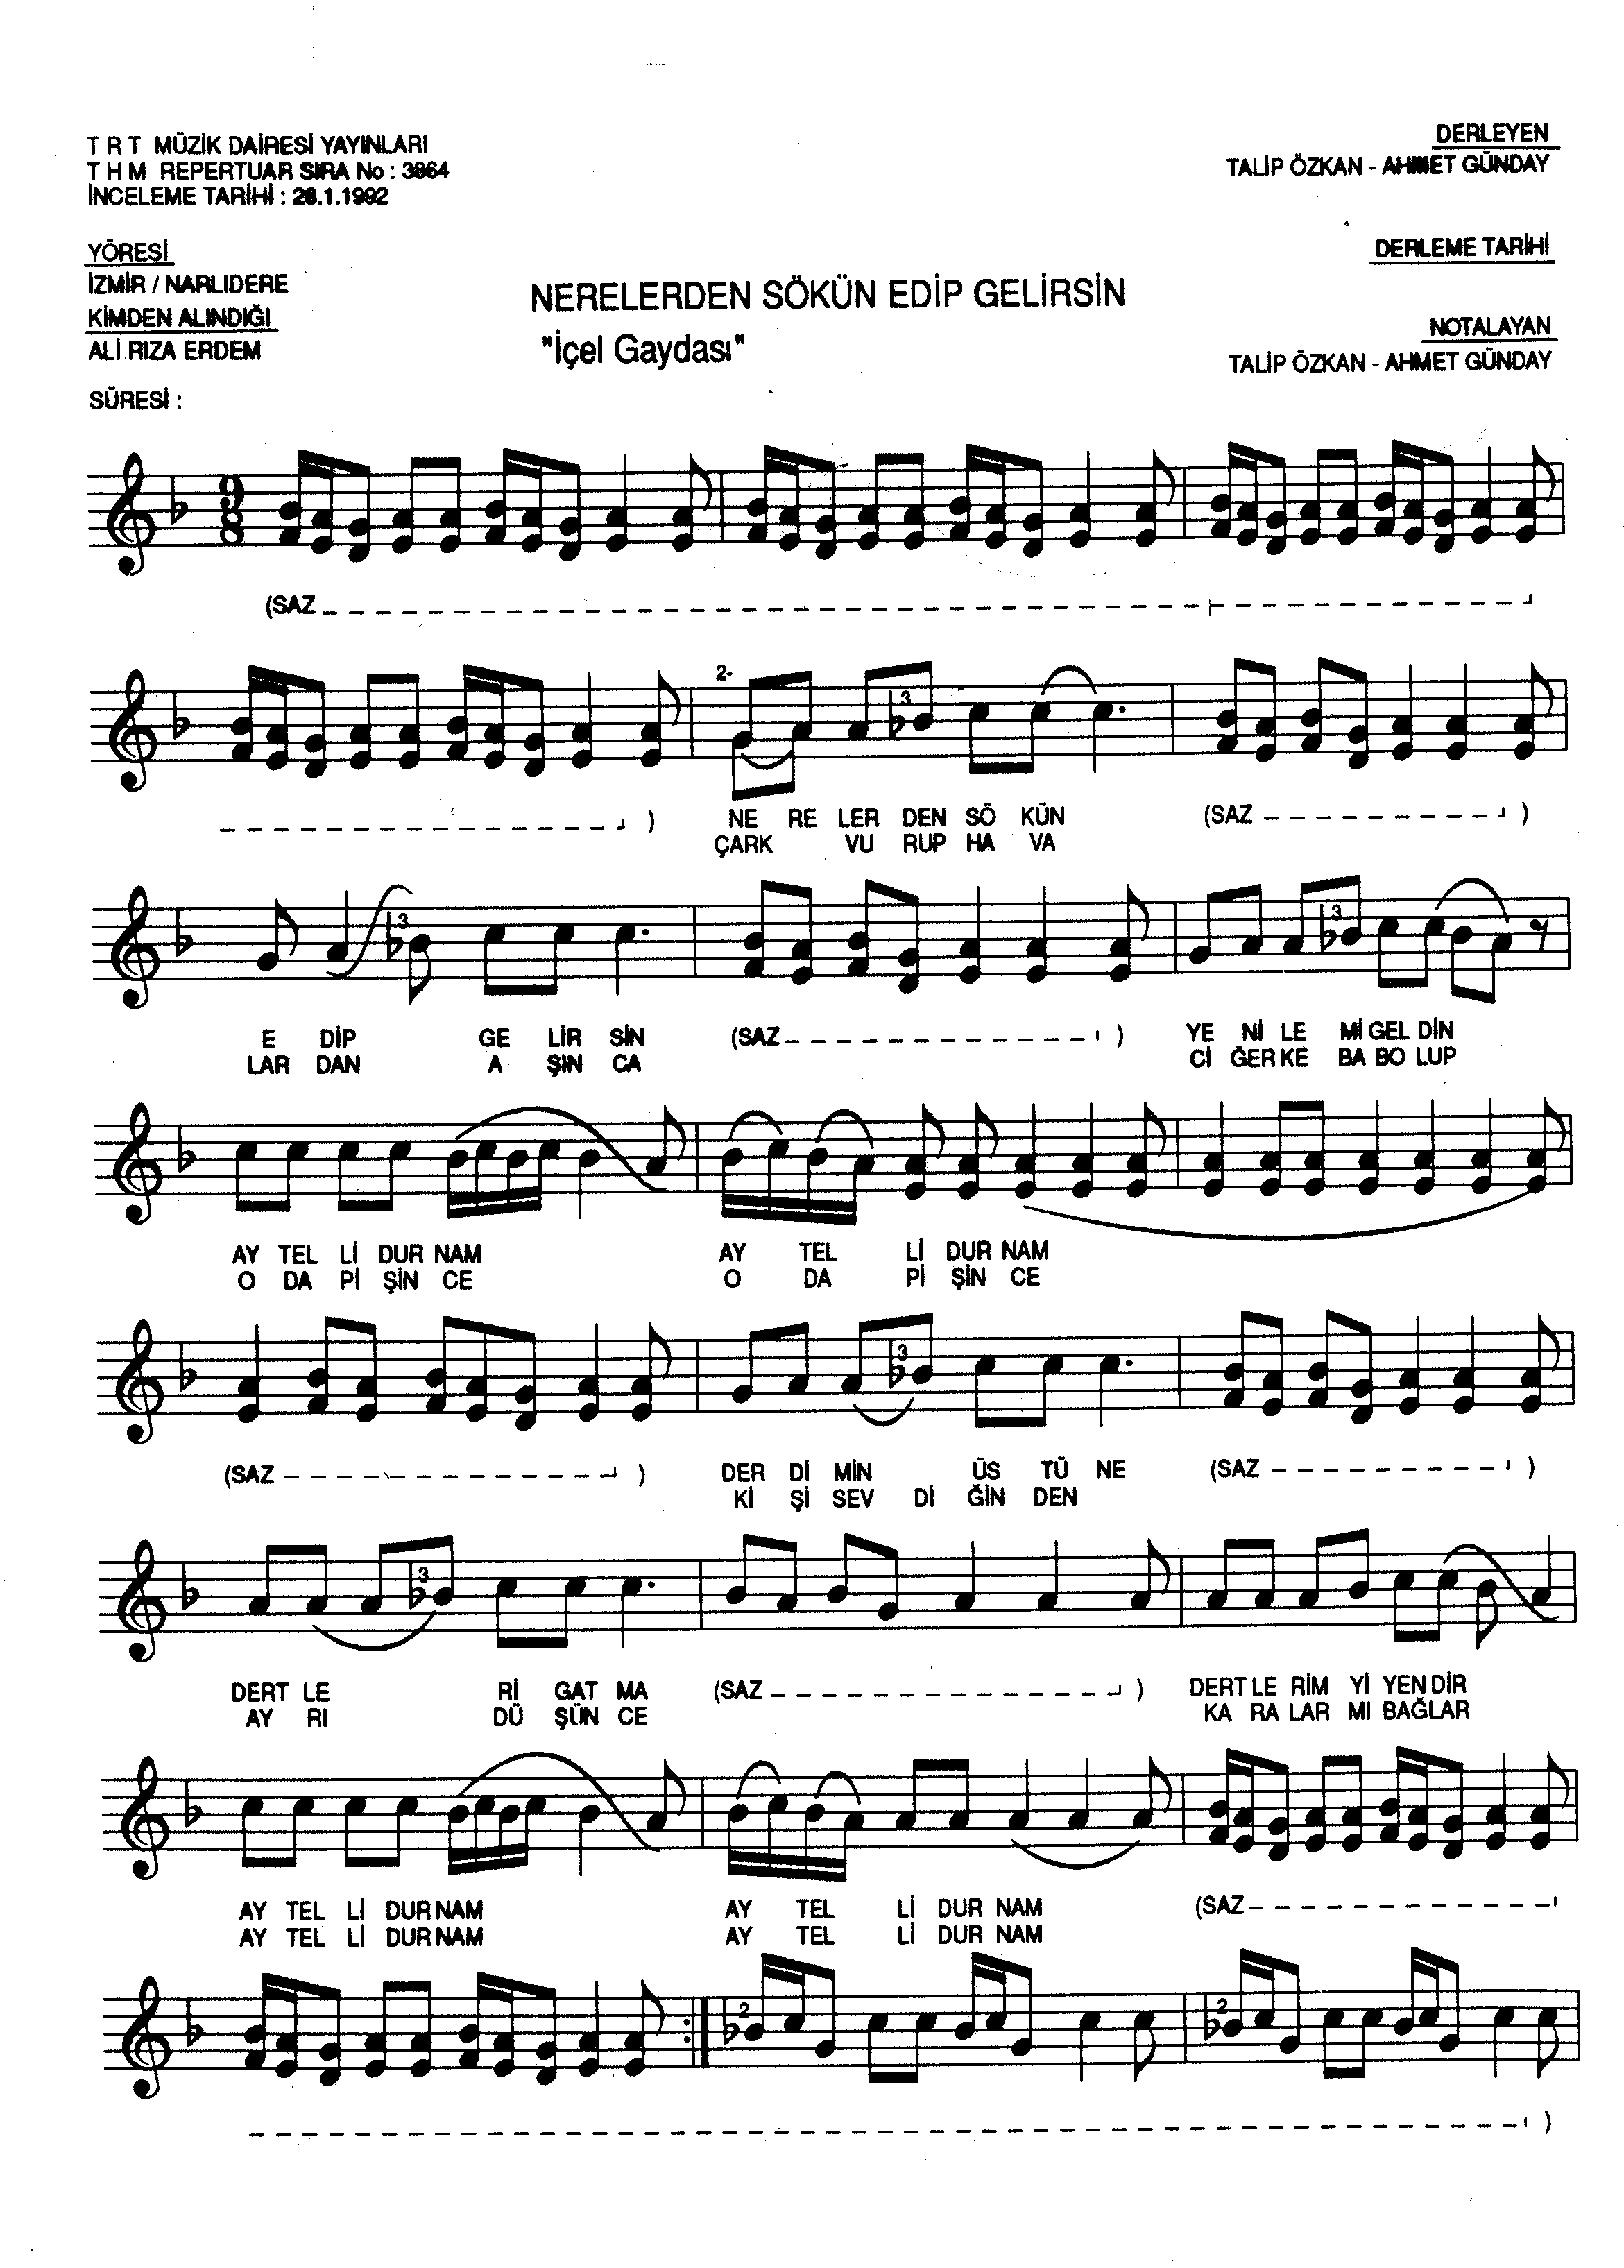 T R T MÜZİK DAİRESİ YAYINLARI
T H M REPERTUAR SIRA No : 3864
İNCELEME TARİHİ : 28.1.1992
DERLEYEN
TALİP ÖZKAN - AHMET GÜNDAY
YÖRESİ
İZMİR / NARLIDERE
KİMDEN ALINDIĞI
ALİ RIZA ERDEM
SÜRESİ :
DERLEME TARİHİ
NOTALAYAN
TALİP ÖZKAN - AHMET GÜNDAY
NERELERDEN SÖKÜN EDİP GELİRSİN
"İçel Gaydası"
9
8
(SAZ
2-
3
) NE RE LER DEN SÖ KÜN (SAZ )
ÇARK VU RUP HA VA
3 3
E DİP GE LİR SİN (SAZ ) YE Nİ LE Mİ GEL DİN
LAR DAN A ŞIN CA Cİ ĞER KE BA BO LUP
AY TEL Lİ DUR NAM AY TEL Lİ DUR NAM
O DA Pİ ŞİN CE O DA Pİ ŞİN CE
3
(SAZ ) DER Dİ MİN ÜS TÜ NE (SAZ )
Kİ Şİ SEV Dİ ĞİN DEN
3
DERT LE Rİ GAT MA (SAZ ) DERT LE RİM Yİ YEN DİR
AY RI DÜ ŞÜN CE KA RA LAR MI BAĞLAR
AY TEL Lİ DUR NAM AY TEL Lİ DUR NAM (SAZ
AY TEL Lİ DUR NAM AY TEL Lİ DUR NAM
2 2
)